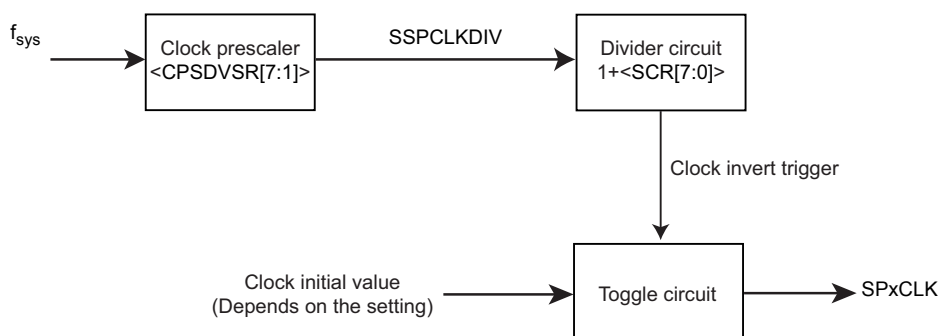 fsys
Clock prescaler
<CPSDVSR[7:1]>
SSPCLKDIV
Divider circuit
1+<SCR[7:0]>
Clock invert trigger
Clock initial value
(Depends on the setting)
Toggle circuit
SPxCLK